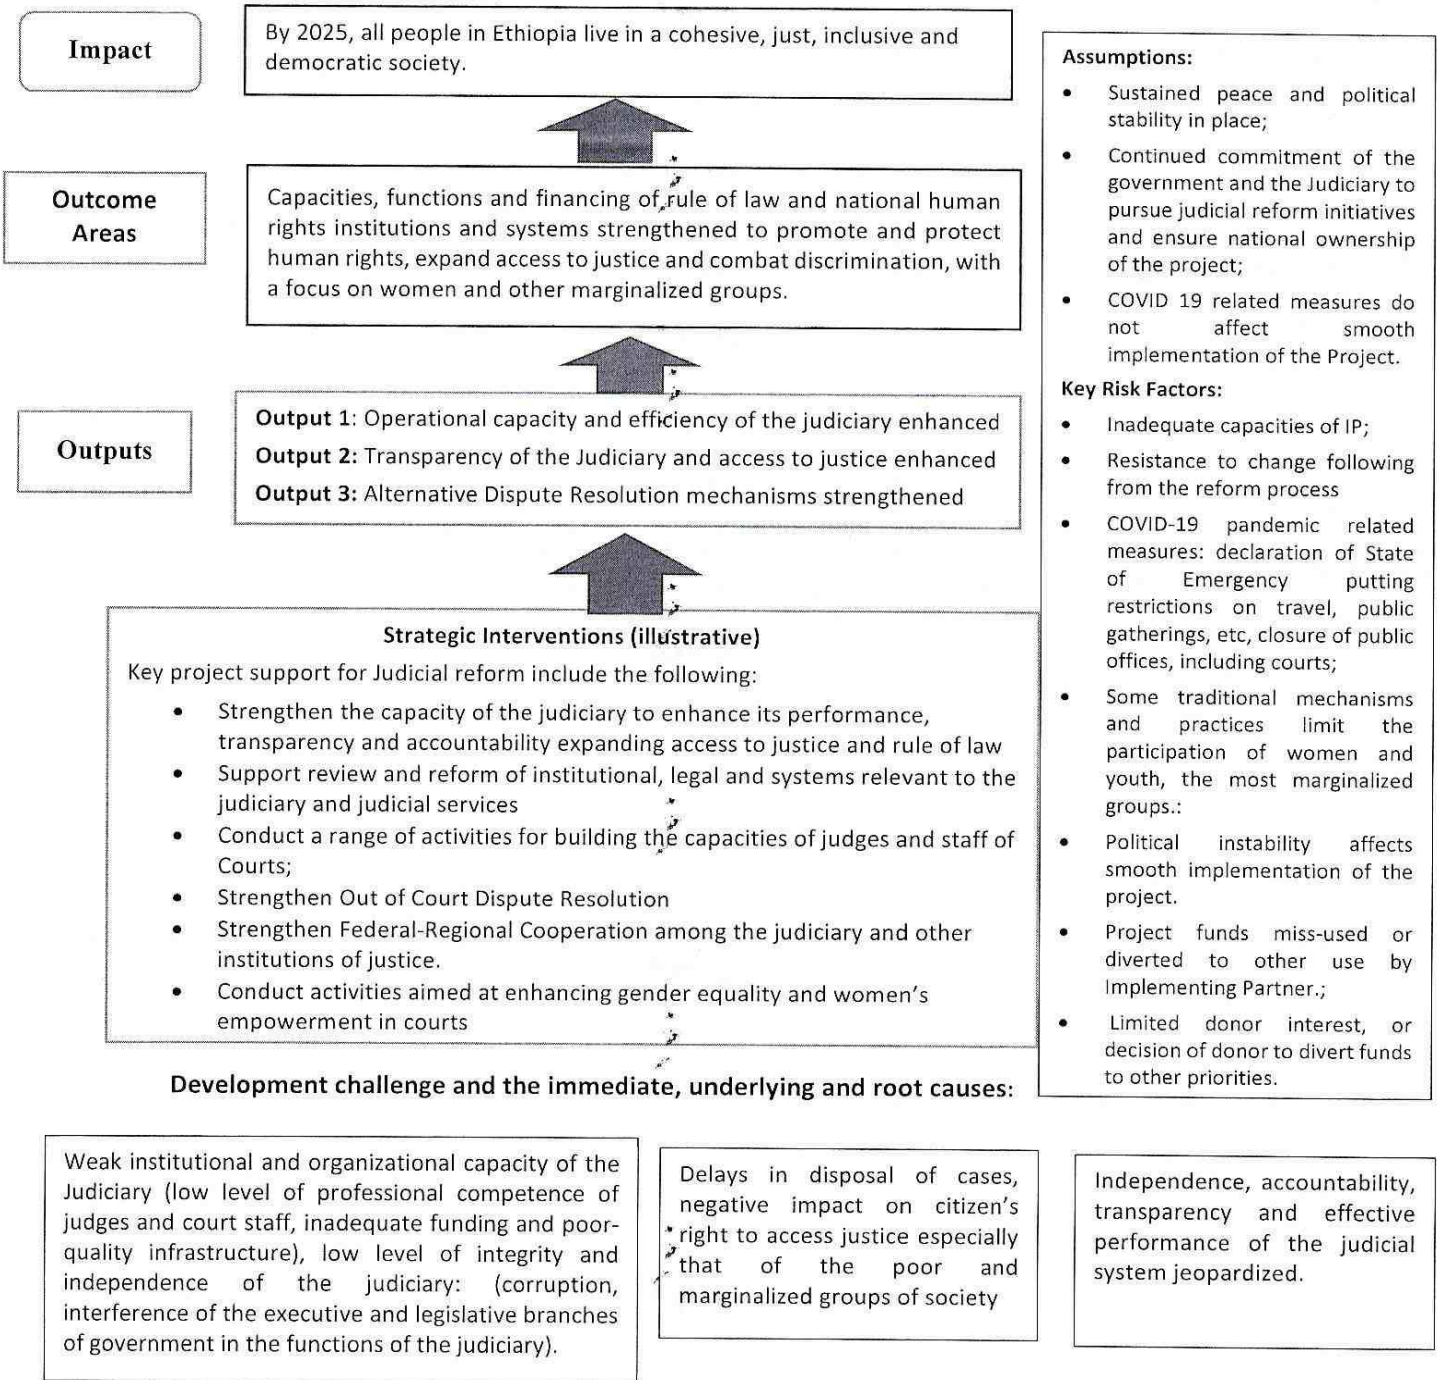 Impact
By 2025, all people in Ethiopia live in a cohesive, just, inclusive and
democratic society.
Outcome
Areas
Capacities, functions and financing of rule of law and national human
rights institutions and systems strengthened to promote and protect
human rights, expand access to justice and combat discrimination, with
a focus on women and other marginalized groups.
Outputs
Output 1: Operational capacity and efficiency of the judiciary enhanced
Output 2: Transparency of the Judiciary and access to justice enhanced
Output 3: Alternative Dispute Resolution mechanisms strengthened
Strategic Interventions (illustrative)
Key project support for Judicial reform include the following:
• Strengthen the capacity of the judiciary to enhance its performance,
transparency and accountability expanding access to justice and rule of law
• Support review and reform of institutional, legal and systems relevant to the
judiciary and judicial services
• Conduct a range of activities for building the capacities of judges and staff of
Courts;
• Strengthen Out of Court Dispute Resolution
• Strengthen Federal-Regional Cooperation among the judiciary and other
institutions of justice.
• Conduct activities aimed at enhancing gender equality and women's
empowerment in courts
Assumptions:
• Sustained peace and political
stability in place;
• Continued commitment of the
government and the Judiciary to
pursue judicial reform initiatives
and ensure national ownership
of the project;
• COVID 19 related measures do
not affect smooth
implementation of the Project.
Key Risk Factors:
• Inadequate capacities of IP;
• Resistance to change following
from the reform process
• COVID-19 pandemic related
measures: declaration of State
of Emergency putting
restrictions on travel, public
gatherings, etc, closure of public
offices, including courts;
• Some traditional mechanisms
and practices limit the
participation of women and
youth, the most marginalized
groups.:
• Political instability affects
smooth implementation of the
project.
• Project funds miss-used or
diverted to other use by
Implementing Partner.;
• Limited donor interest, or
decision of donor to divert funds
to other priorities.
Development challenge and the immediate, underlying and root causes:
Weak institutional and organizational capacity of the
Judiciary (low level of professional competence of
judges and court staff, inadequate funding and poor-
quality infrastructure), low level of integrity and
independence of the judiciary: (corruption,
interference of the executive and legislative branches
of government in the functions of the judiciary).
Delays in disposal of cases,
negative impact on citizen's
right to access justice especially
that of the poor and
marginalized groups of society
Independence, accountability,
transparency and effective
performance of the judicial
system jeopardized.